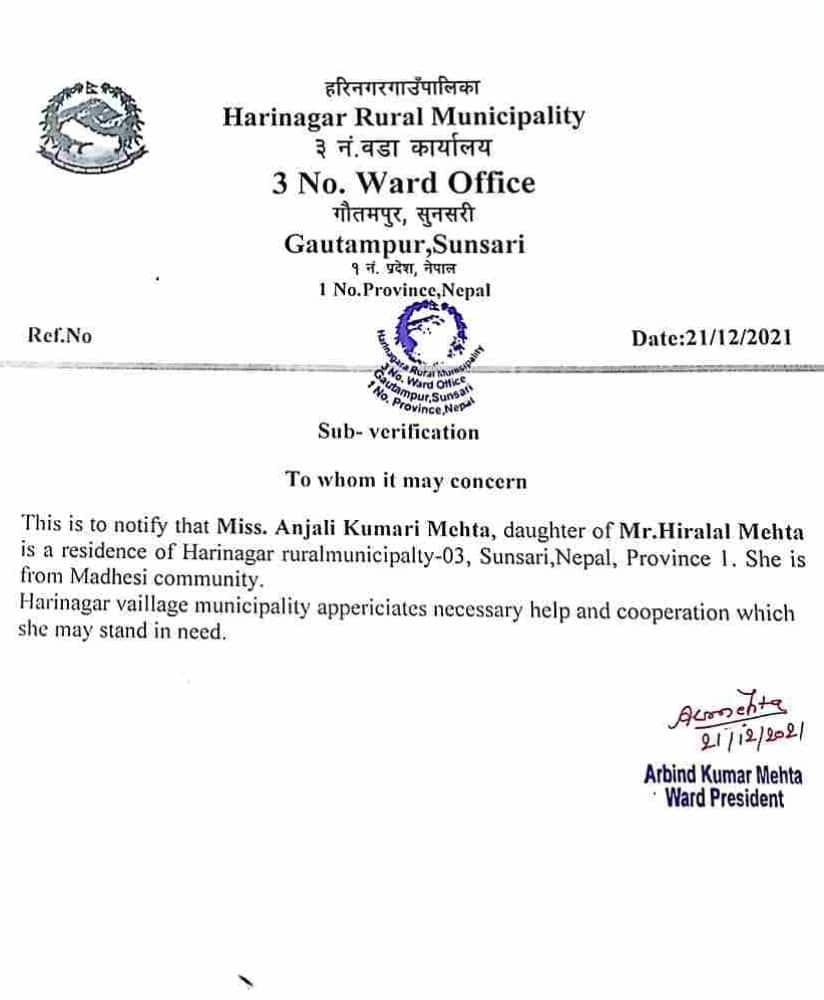 हरिनगरगाउँपालिका
Harinagar Rural Municipality
३ नं.वडा कार्यालय
3 No. Ward Office
गौतमपुर, सुनसरी
Gautampur,Sunsari
१ नं. प्रदेश, नेपाल
1 No.Province,Nepal
Ref.No
Date:21/12/2021
Harinagara Rural Municipality
3 No. Ward Office
Gautampur,Sunsari
1 No. Province,Nepal
Sub- verification
To whom it may concern
This is to notify that Miss. Anjali Kumari Mehta, daughter of Mr.Hiralal Mehta
is a residence of Harinagar ruralmunicipalty-03, Sunsari,Nepal, Province 1. She is
from Madhesi community.
Harinagar vaillage municipality appericiates necessary help and cooperation which
she may stand in need.
21/12/2021
Arbind Kumar Mehta
Ward President